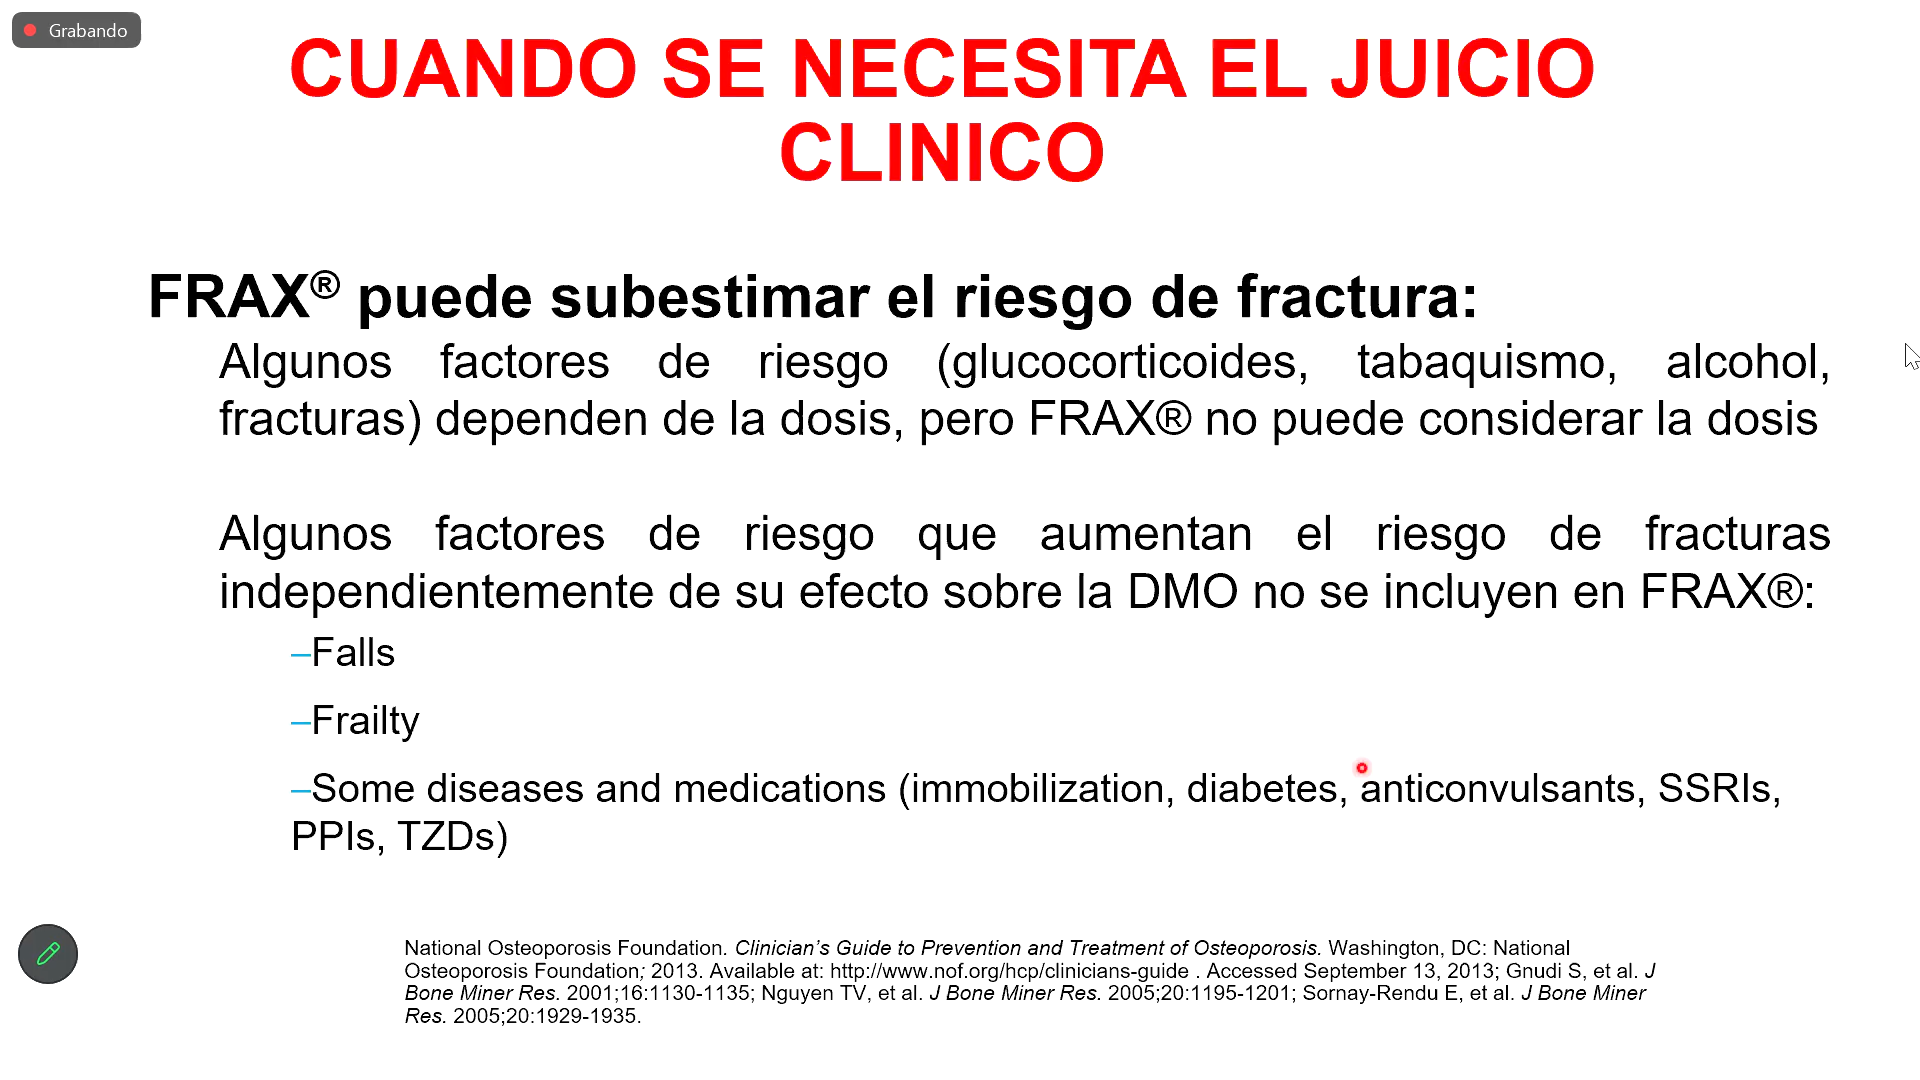 Grabando
CUANDO SE NECESITA EL JUICIO
CLINICO
FRAX® puede subestimar el riesgo de fractura:
Algunos factores de riesgo (glucocorticoides, tabaquismo, alcohol,
fracturas) dependen de la dosis, pero FRAX® no puede considerar la dosis
Algunos factores de riesgo que aumentan el riesgo de fracturas
independientemente de su efecto sobre la DMO no se incluyen en FRAX®:
–Falls
–Frailty
–Some diseases and medications (immobilization, diabetes, anticonvulsants, SSRIs,
PPIs, TZDs)
National Osteoporosis Foundation. Clinician’s Guide to Prevention and Treatment of Osteoporosis. Washington, DC: National
Osteoporosis Foundation; 2013. Available at: http://www.nof.org/hcp/clinicians-guide . Accessed September 13, 2013; Gnudi S, et al. J
Bone Miner Res. 2001;16:1130-1135; Nguyen TV, et al. J Bone Miner Res. 2005;20:1195-1201; Sornay-Rendu E, et al. J Bone Miner
Res. 2005;20:1929-1935.